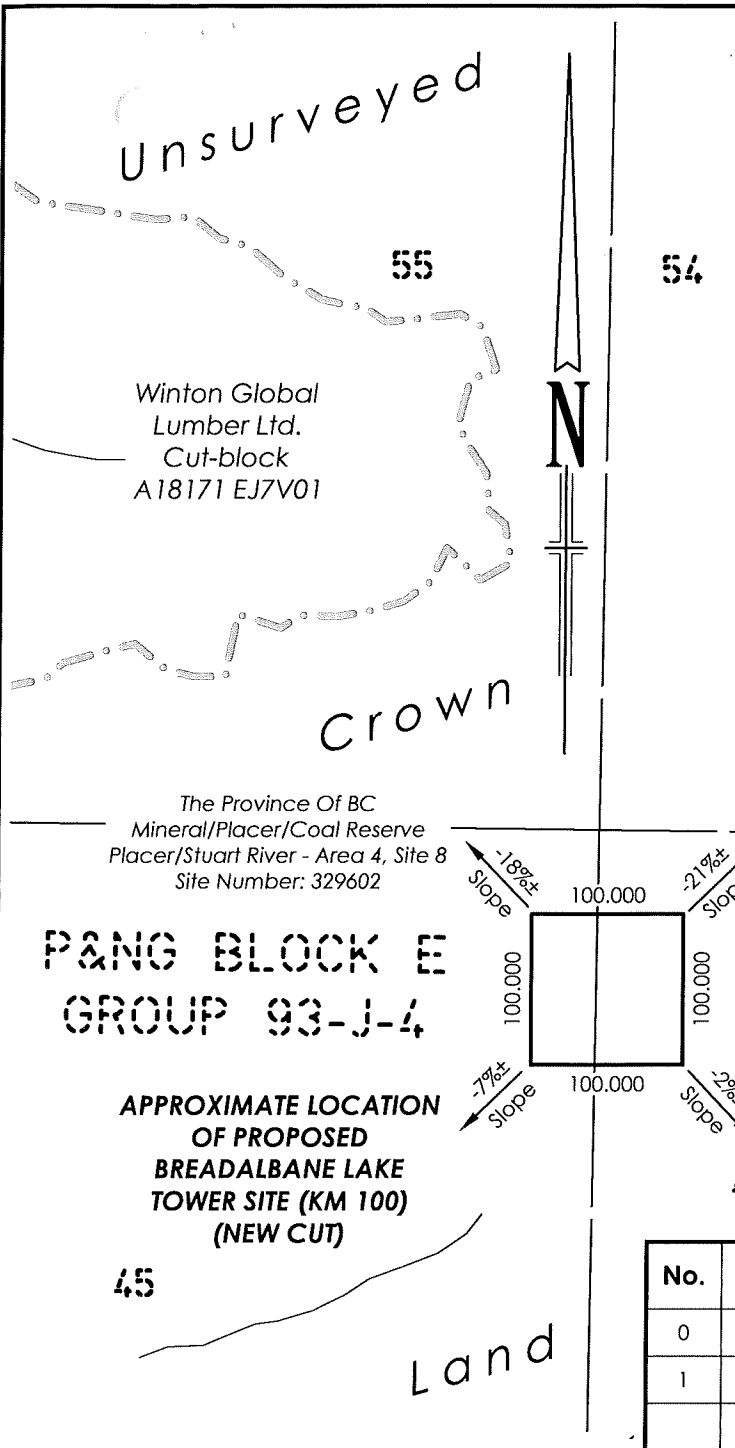 Unsurveyed
55
54
Winton Global
Lumber Ltd.
Cut-block
A18171 EJ7V01
N
Crown
The Province Of BC
Mineral/Placer/Coal Reserve
Placer/Stuart River - Area 4, Site 8
Site Number: 329602
-18%±
Slope
-21%±
100.000
100.000
100.000
100.000
P&NG BLOCK E
GROUP 93-J-4
-7%±
Slope
Slope
APPROXIMATE LOCATION
OF PROPOSED
BREADALBANE LAKE
TOWER SITE (KM 100)
(NEW CUT)
45
Land
No.
0
1